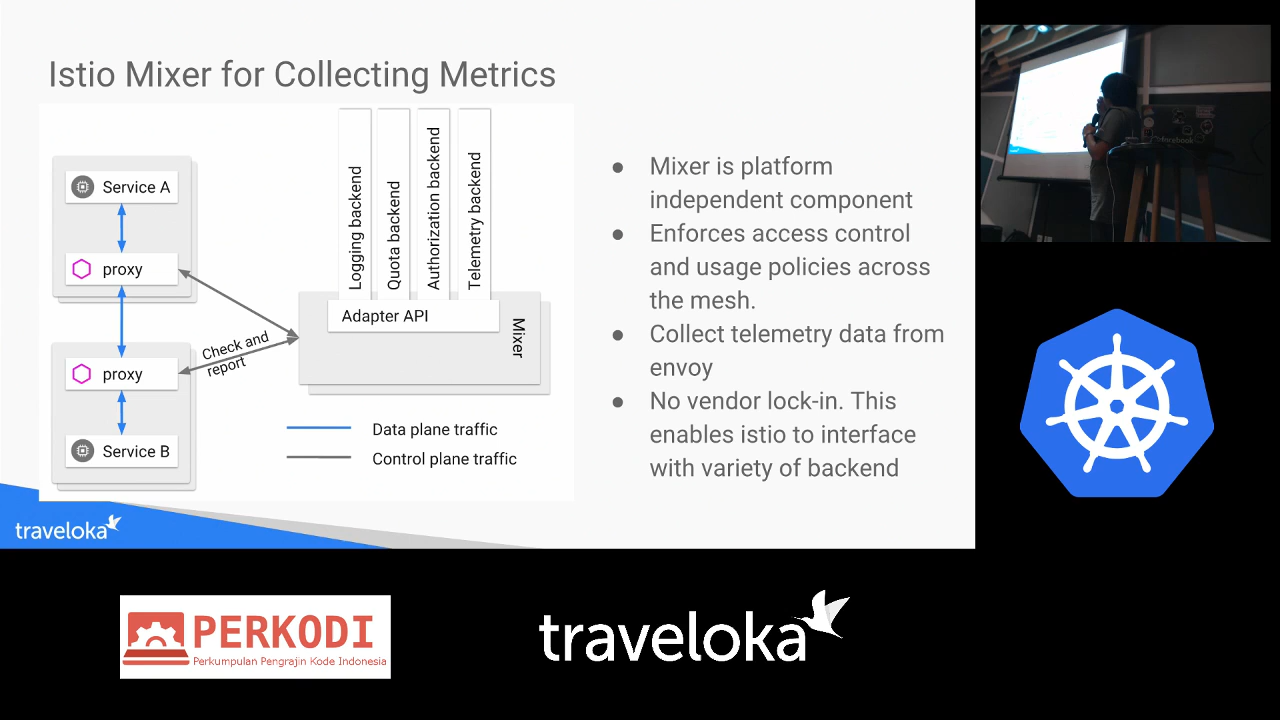 Istio Mixer for Collecting Metrics
Service A
proxy
proxy
Service B
Check and
report
Logging backend
Quota backend
Authorization backend
Telemetry backend
Adapter API
Mixer
Data plane traffic
Control plane traffic
● Mixer is platform
independent component
● Enforces access control
and usage policies across
the mesh.
● Collect telemetry data from
envoy
● No vendor lock-in. This
enables istio to interface
with variety of backend
traveloka
PERKODI
Perkumpulan Pengrajin Kode Indonesia
traveloka